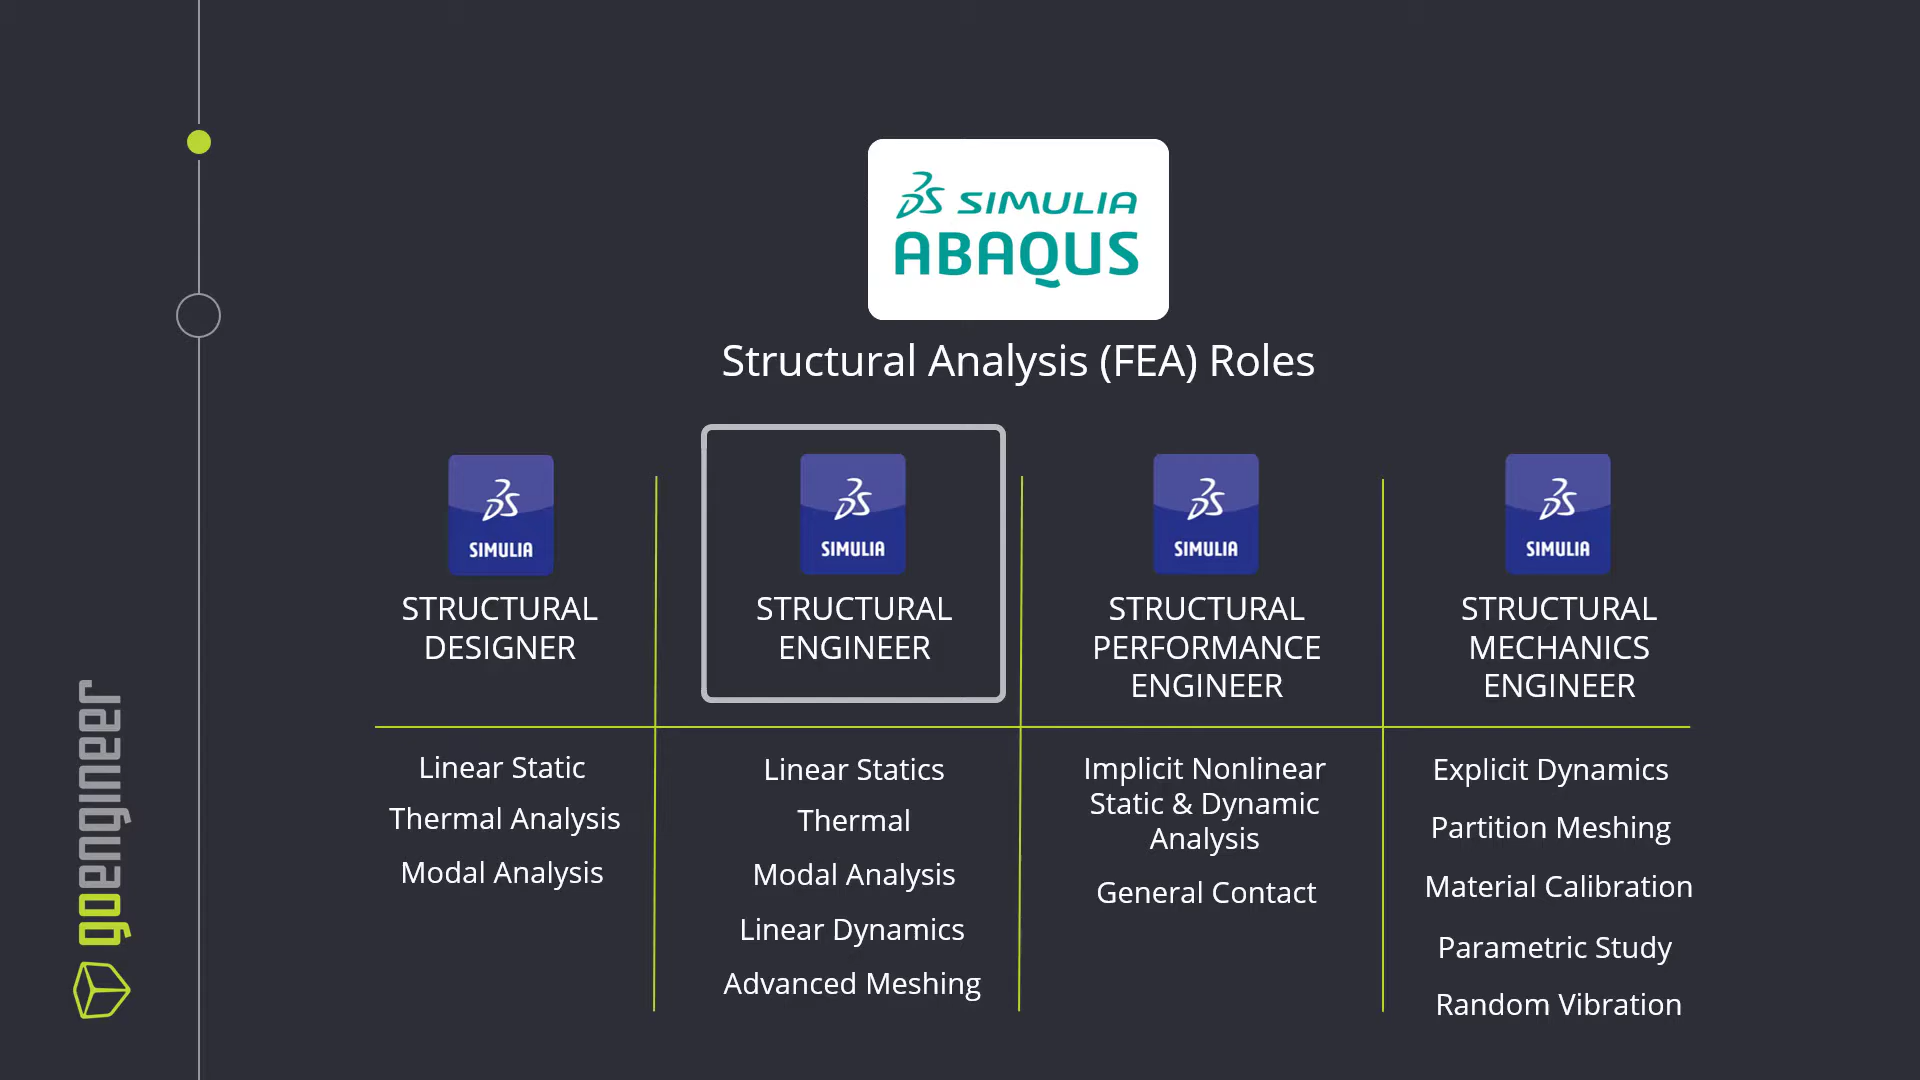 SIMULIA
ABAQUS
Structural Analysis (FEA) Roles
SIMULIA
STRUCTURAL
DESIGNER
SIMULIA
STRUCTURAL
ENGINEER
SIMULIA
STRUCTURAL
PERFORMANCE
ENGINEER
SIMULIA
STRUCTURAL
MECHANICS
ENGINEER
Linear Static
Thermal Analysis
Modal Analysis
Linear Statics
Thermal
Modal Analysis
Linear Dynamics
Advanced Meshing
Implicit Nonlinear
Static & Dynamic
Analysis
General Contact
Explicit Dynamics
Partition Meshing
Material Calibration
Parametric Study
Random Vibration
goengineer